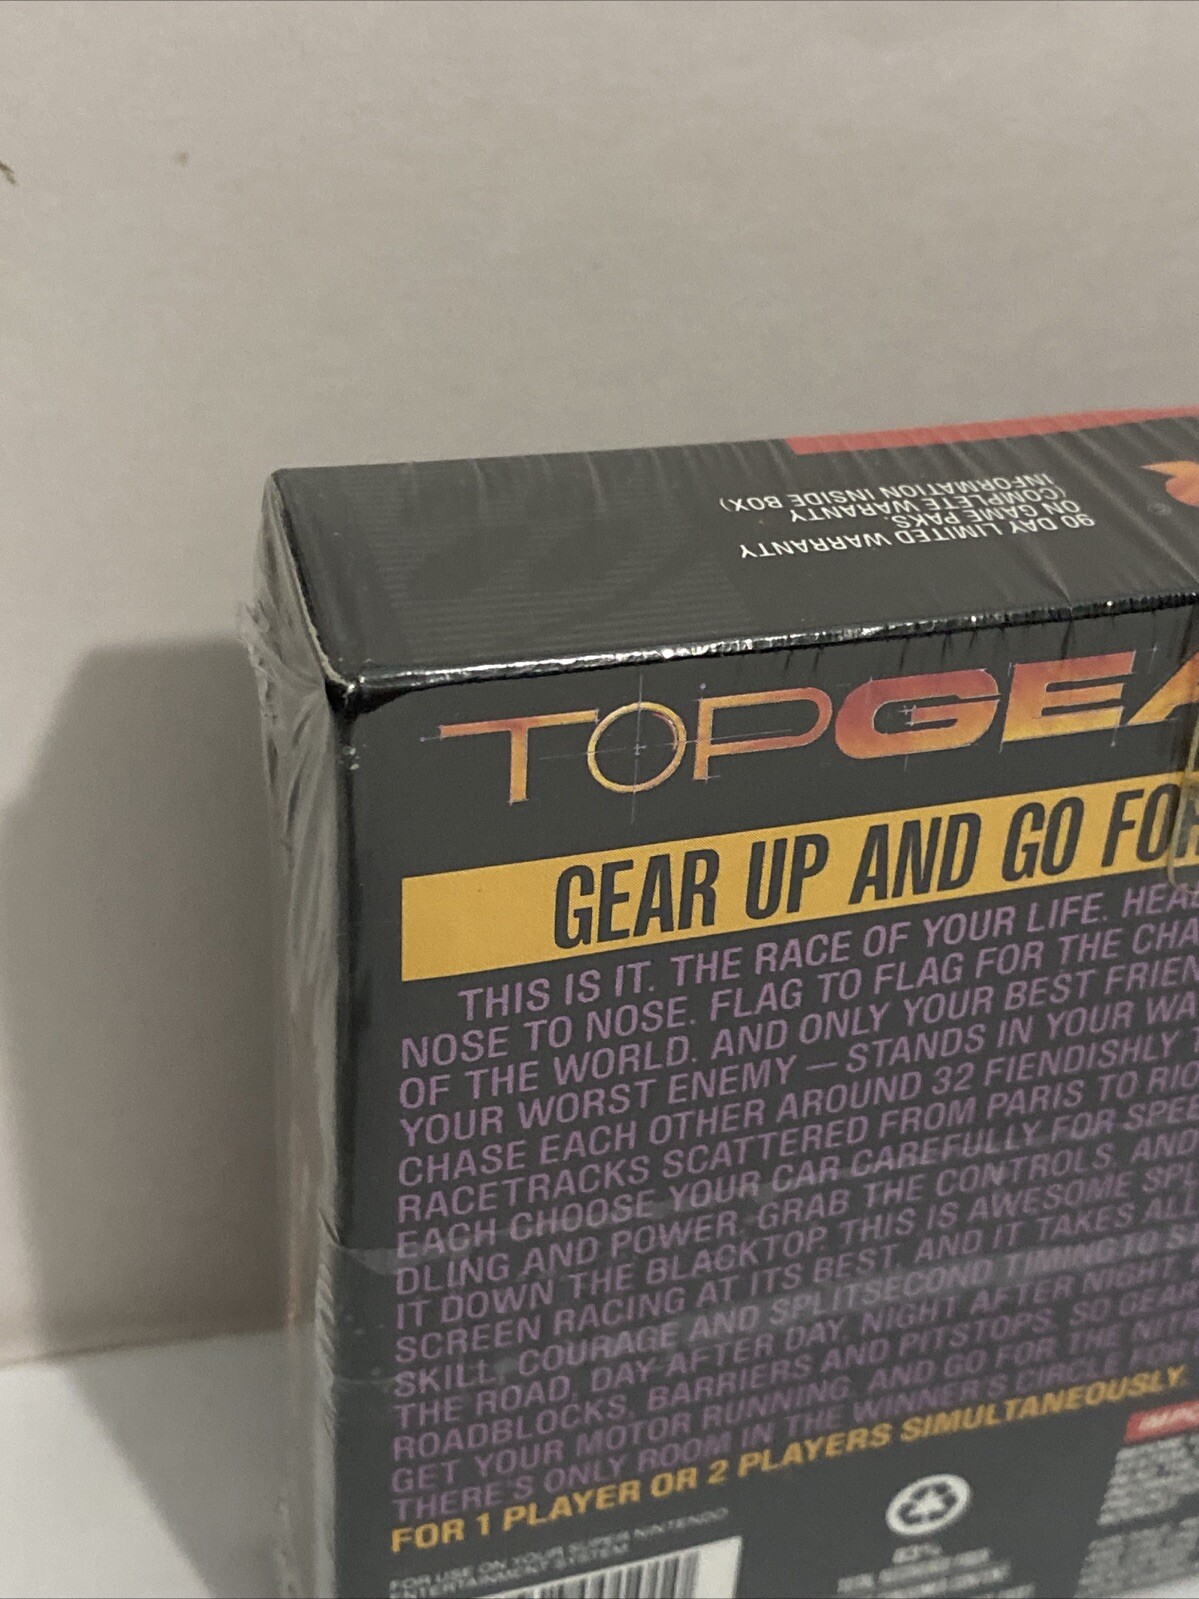 90 DAY LIMITED WARRANTY
ON GAME PAKS.
(COMPLETE WARANTY
INFORMATION INSIDE BOX)
TOPGEA
GEAR UP AND GO FOR
THIS IS IT. THE RACE OF YOUR LIFE. HEA
NOSE TO NOSE. FLAG TO FLAG FOR THE CHA
OF THE WORLD. AND ONLY YOUR BEST FRIEN
YOUR WORST ENEMY — STANDS IN YOUR WA
CHASE EACH OTHER AROUND 32 FIENDISHLY T
RACETRACKS SCATTERED FROM PARIS TO RIO
EACH CHOOSE YOUR CAR CAREFULLY FOR SPEE
DLING AND POWER. GRAB THE CONTROLS, AND
IT DOWN THE BLACKTOP. THIS IS AWESOME SPL
SCREEN RACING AT ITS BEST, AND IT TAKES ALL
SKILL, COURAGE AND SPLITSECOND TIMING TO S
THE ROAD, DAY AFTER DAY, NIGHT AFTER NIGHT,
ROADBLOCKS, BARRIERS AND PITSTOPS. SO GEAR
GET YOUR MOTOR RUNNING, AND GO FOR THE NITR
THERE'S ONLY ROOM IN THE WINNER'S CIRCLE FOR
FOR 1 PLAYER OR 2 PLAYERS SIMULTANEOUSLY.
FOR USE ON YOUR SUPER NINTENDO
ENTERTAINMENT SYSTEM